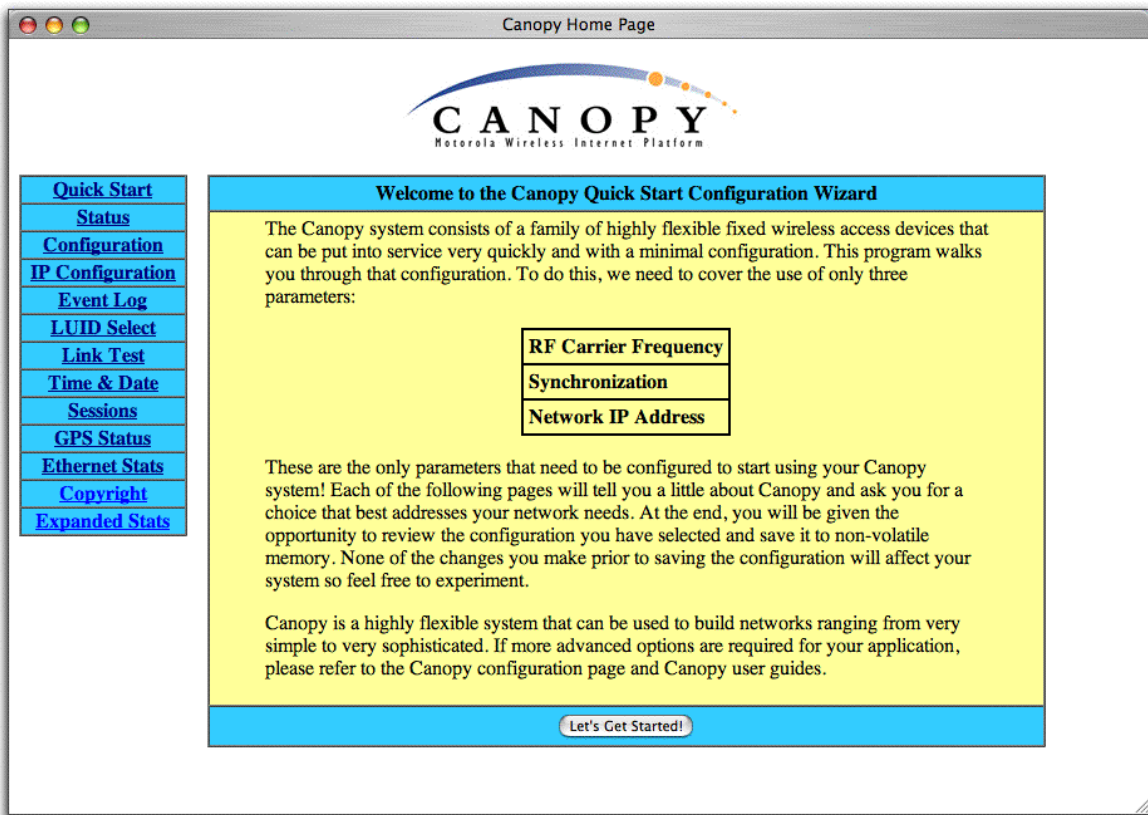 Canopy Home Page
CANOPY
Motorola Wireless Internet Platform
Quick Start
Status
Configuration
IP Configuration
Event Log
LUID Select
Link Test
Time & Date
Sessions
GPS Status
Ethernet Stats
Copyright
Expanded Stats
Welcome to the Canopy Quick Start Configuration Wizard
The Canopy system consists of a family of highly flexible fixed wireless access devices that
can be put into service very quickly and with a minimal configuration. This program walks
you through that configuration. To do this, we need to cover the use of only three
parameters:
RF Carrier Frequency
Synchronization
Network IP Address
These are the only parameters that need to be configured to start using your Canopy
system! Each of the following pages will tell you a little about Canopy and ask you for a
choice that best addresses your network needs. At the end, you will be given the
opportunity to review the configuration you have selected and save it to non-volatile
memory. None of the changes you make prior to saving the configuration will affect your
system so feel free to experiment.
Canopy is a highly flexible system that can be used to build networks ranging from very
simple to very sophisticated. If more advanced options are required for your application,
please refer to the Canopy configuration page and Canopy user guides.
Let's Get Started!